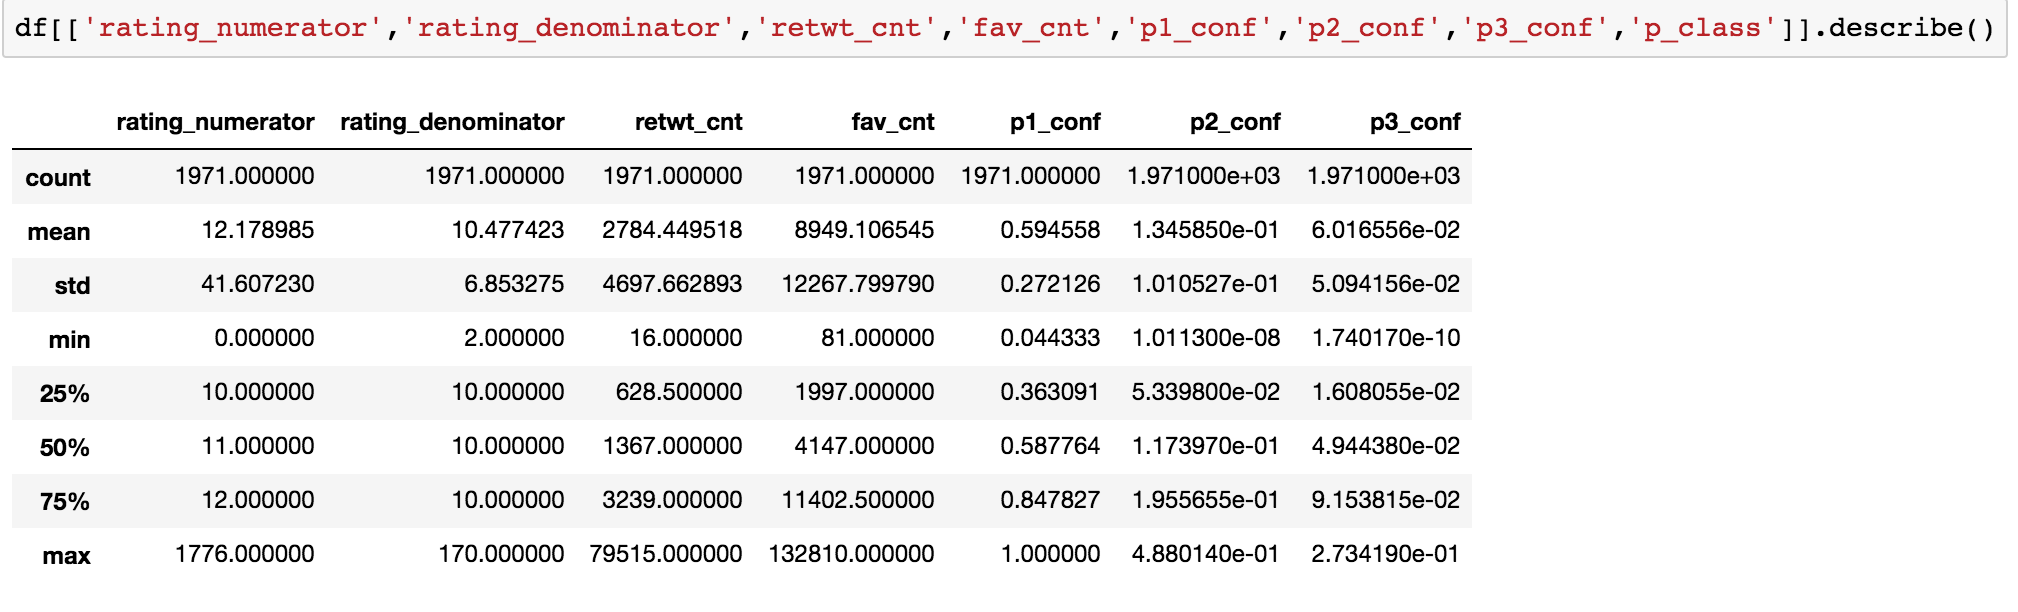 df[['rating_numerator','rating_denominator','retwt_cnt','fav_cnt','p1_conf','p2_conf','p3_conf','p_class']].describe()
rating_numerator rating_denominator retwt_cnt fav_cnt p1_conf p2_conf p3_conf
count 1971.000000 1971.000000 1971.000000 1971.000000 1971.000000 1.971000e+03 1.971000e+03
mean 12.178985 10.477423 2784.449518 8949.106545 0.594558 1.345850e-01 6.016556e-02
std 41.607230 6.853275 4697.662893 12267.799790 0.272126 1.010527e-01 5.094156e-02
min 0.000000 2.000000 16.000000 81.000000 0.044333 1.011300e-08 1.740170e-10
25% 10.000000 10.000000 628.500000 1997.000000 0.363091 5.339800e-02 1.608055e-02
50% 11.000000 10.000000 1367.000000 4147.000000 0.587764 1.173970e-01 4.944380e-02
75% 12.000000 10.000000 3239.000000 11402.500000 0.847827 1.955655e-01 9.153815e-02
max 1776.000000 170.000000 79515.000000 132810.000000 1.000000 4.880140e-01 2.734190e-01